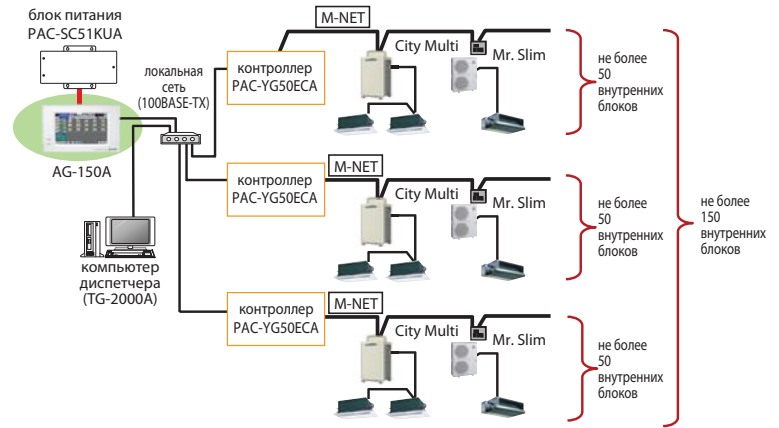 блок питания
PAC-SC51KUA
AG-150A
локальная
сеть
(100BASE-TX)
компьютер
диспетчера
(TG-2000A)
контроллер
PAC-YG50ECA
M-NET
City Multi
Mr. Slim
не более
50
внутренних
блоков
контроллер
PAC-YG50ECA
M-NET
City Multi
Mr. Slim
не более
50
внутренних
блоков
не более
150
внутренних
блоков
контроллер
PAC-YG50ECA
M-NET
City Multi
Mr. Slim
не более
50
внутренних
блоков